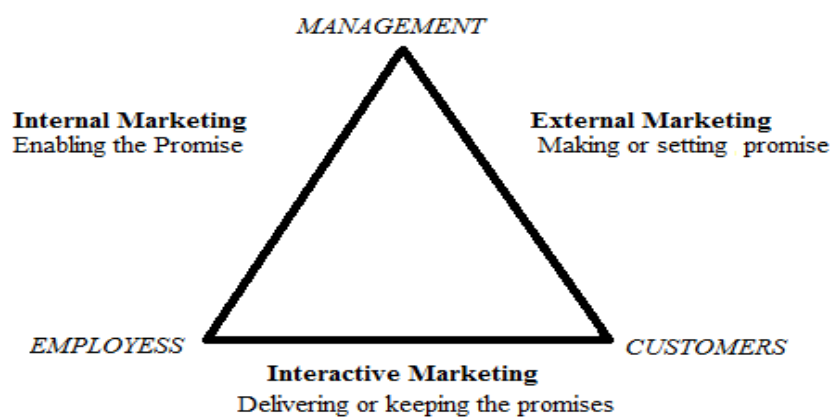 MANAGEMENT
Internal Marketing
Enabling the Promise
External Marketing
Making or setting promise
EMPLOYESS
CUSTOMERS
Interactive Marketing
Delivering or keeping the promises